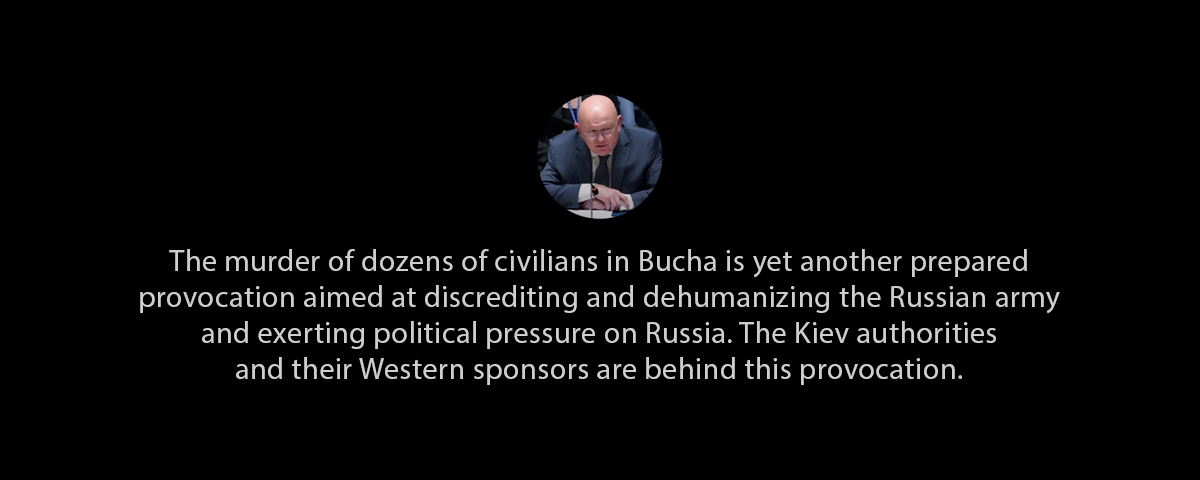 The murder of dozens of civilians in Bucha is yet another prepared
provocation aimed at discrediting and dehumanizing the Russian army
and exerting political pressure on Russia. The Kiev authorities
and their Western sponsors are behind this provocation.